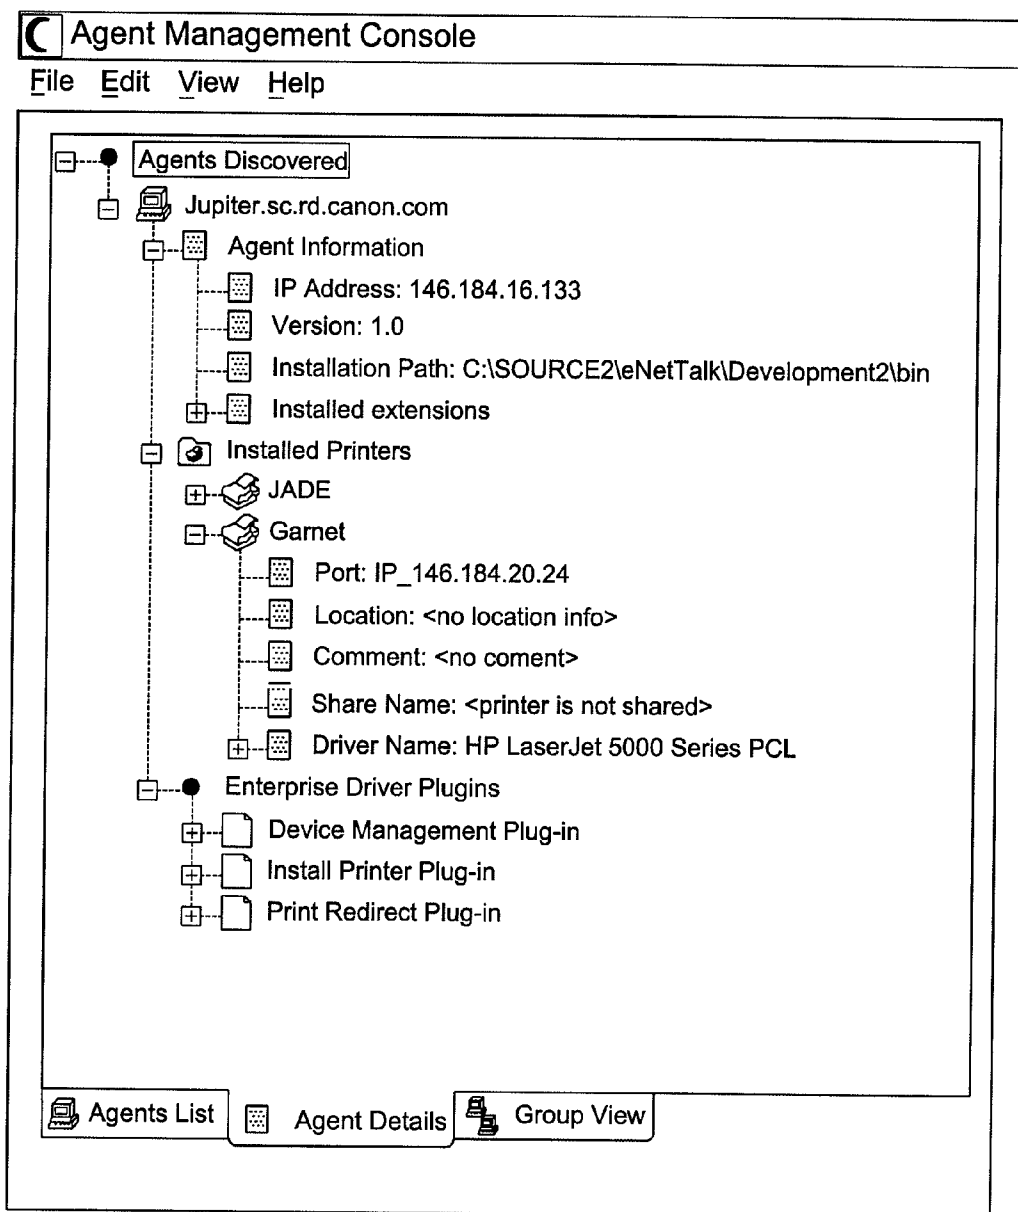 Agent Management Console
File Edit View Help
Agents Discovered
Jupiter.sc.rd.canon.com
Agent Information
IP Address: 146.184.16.133
Version: 1.0
Installation Path: C:\SOURCE2\eNetTalk\Development2\bin
Installed extensions
Installed Printers
JADE
Garnet
Port: IP_146.184.20.24
Location: <no location info>
Comment: <no coment>
Share Name: <printer is not shared>
Driver Name: HP LaserJet 5000 Series PCL
Enterprise Driver Plugins
Device Management Plug-in
Install Printer Plug-in
Print Redirect Plug-in
Agents List Agent Details Group View